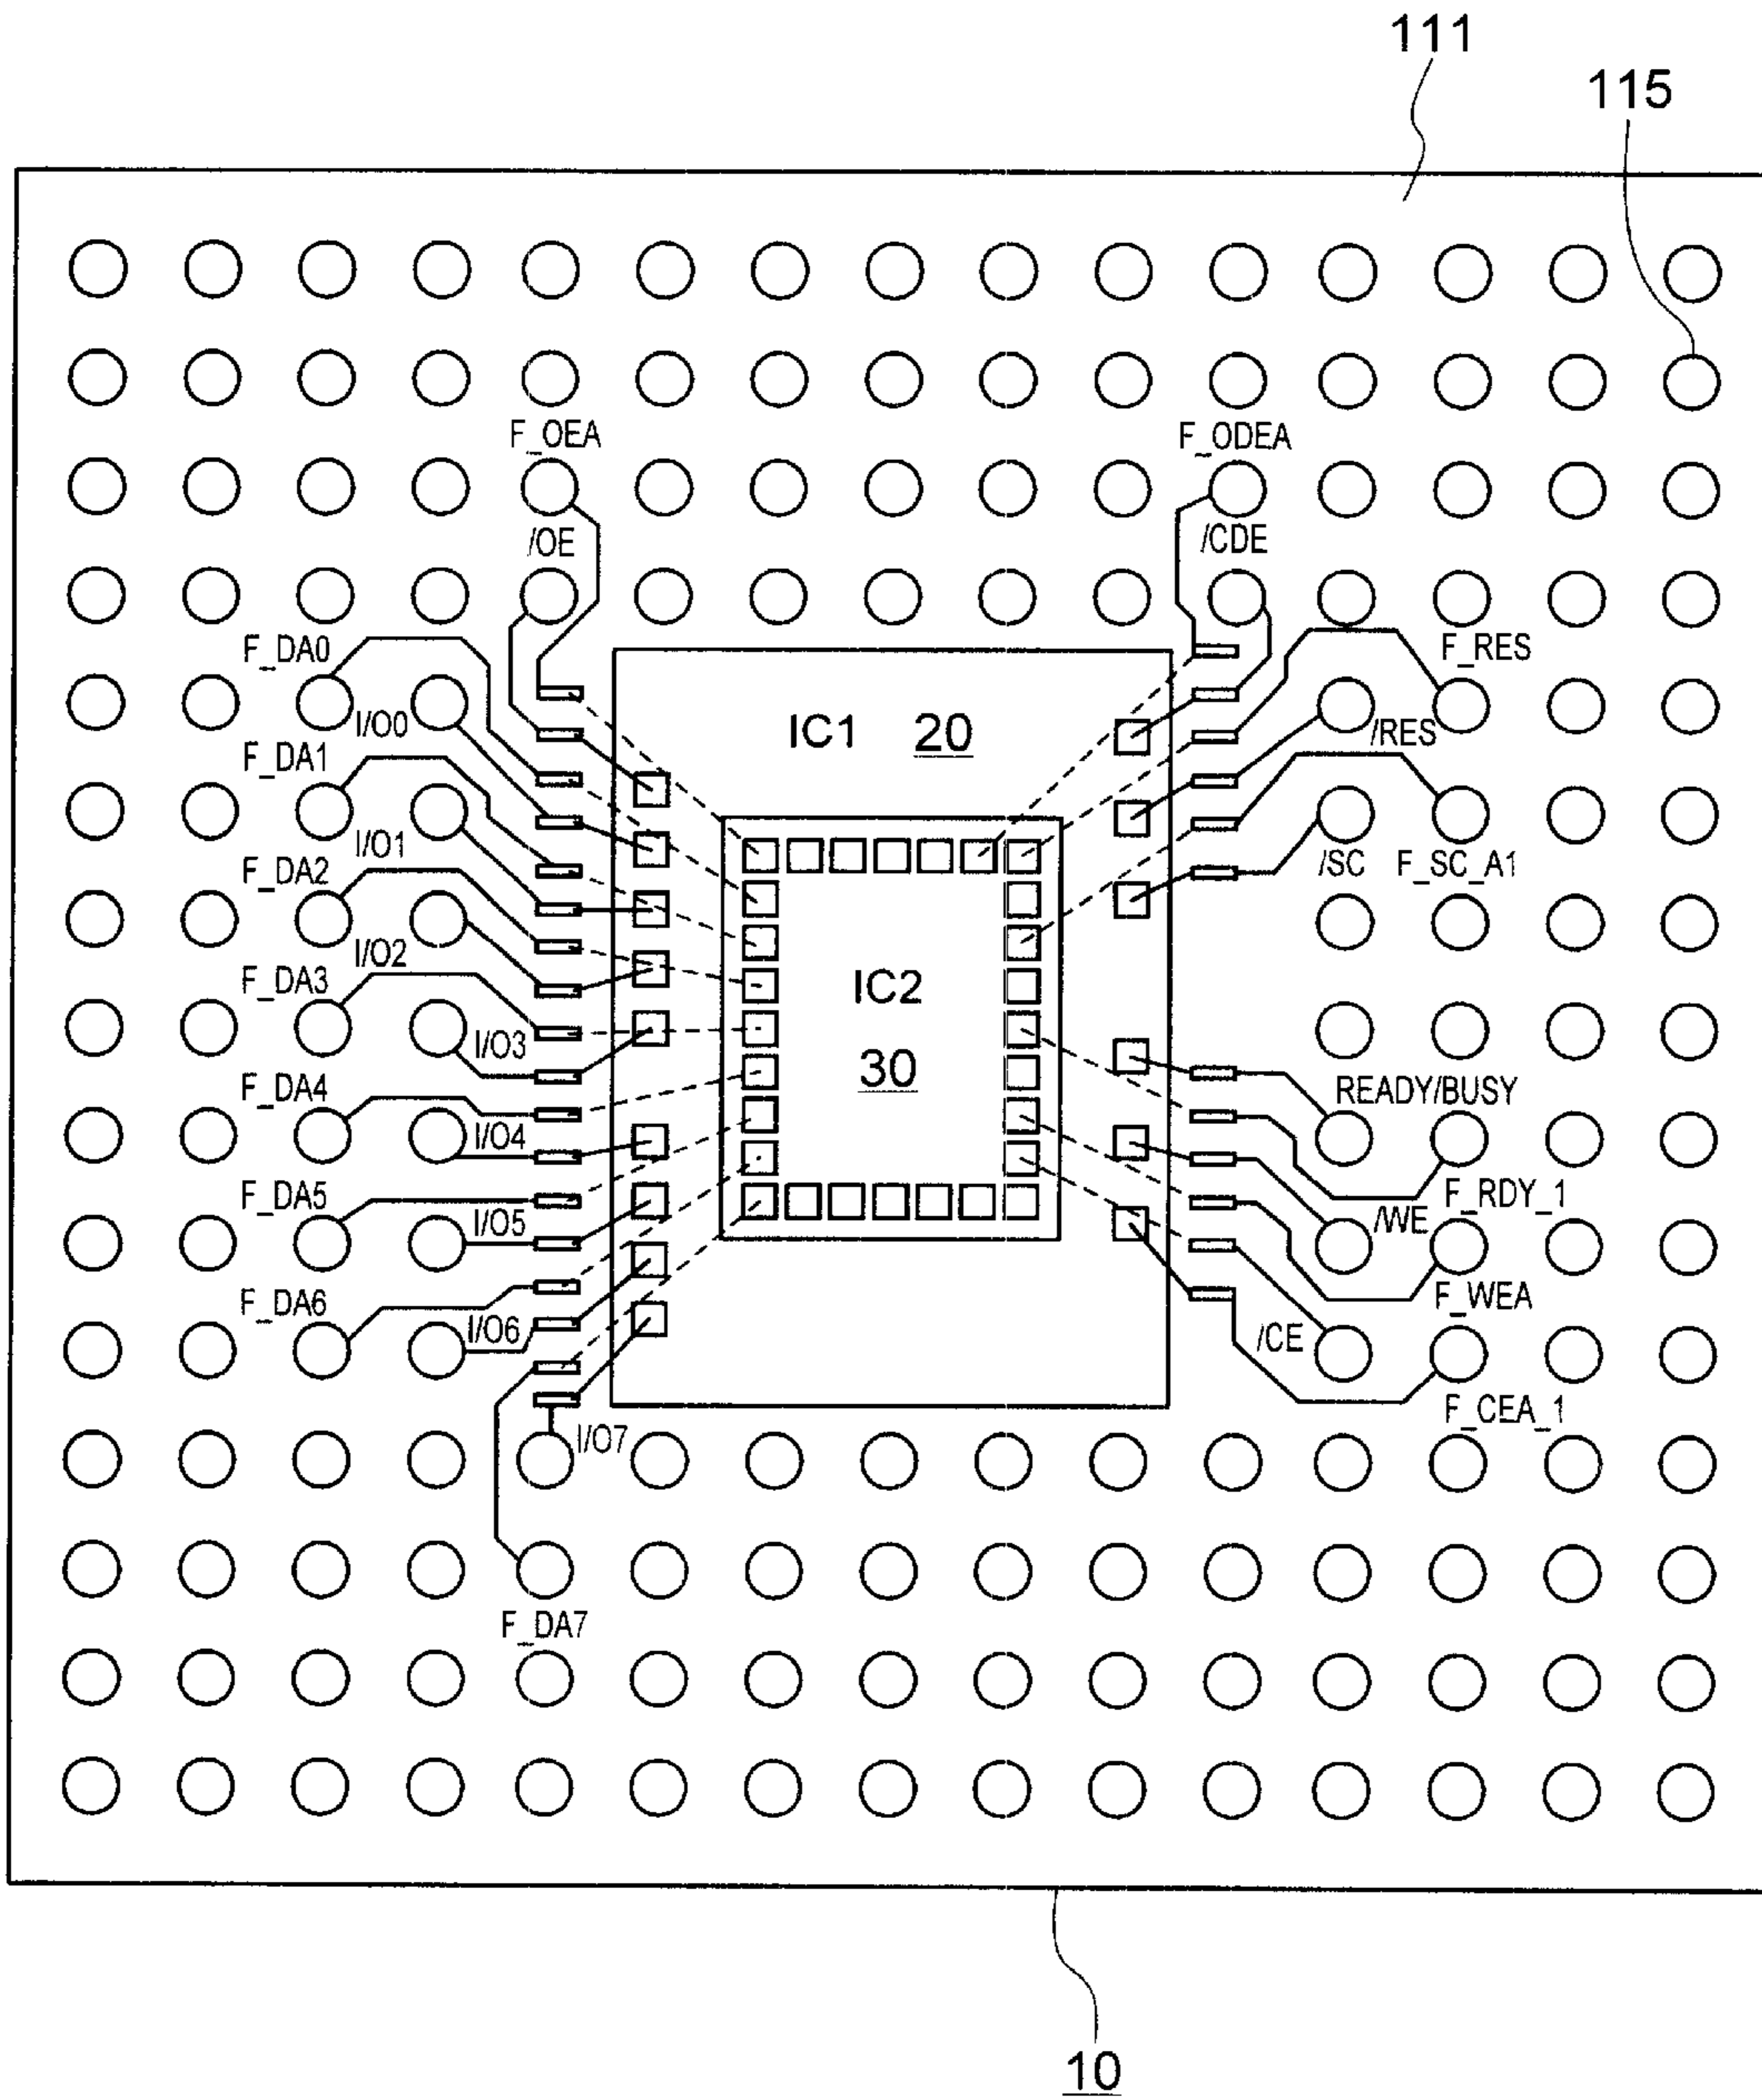 111
115
F_OEA
F_ODEA
/OE
/CDE
F_DA0
F_RES
I/O0
IC1 20
/RES
F_DA1
I/O1
/SC F_SC_A1
F_DA2
I/O2
F_DA3
IC2
I/O3
30
F_DA4
READY/BUSY
I/O4
F_DA5
F_RDY_1
I/O5
/WE
F_DA6
F_WEA
I/O6
/CE
F_CEA_1
I/O7
F_DA7
10